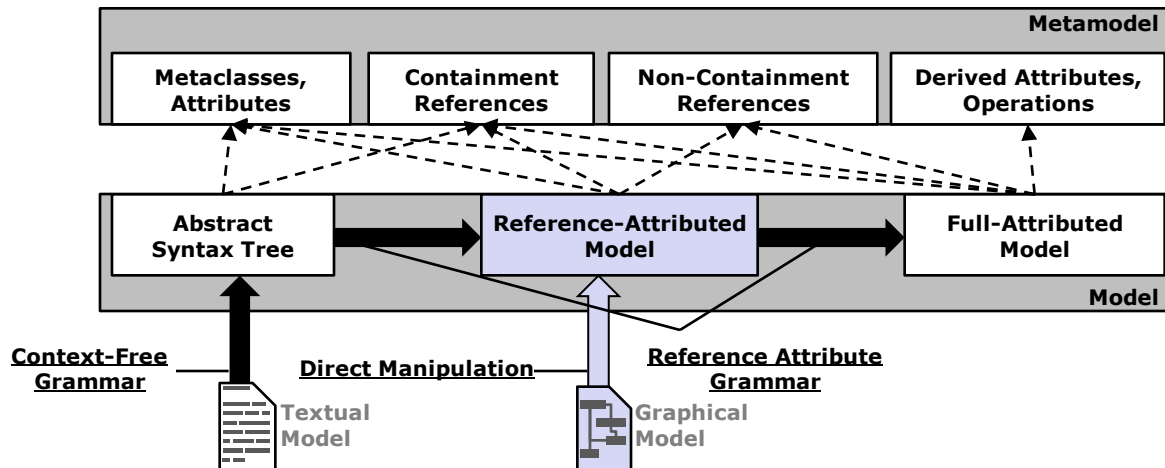 Metamodel
Metaclasses,
Attributes
Containment
References
Non-Containment
References
Derived Attributes,
Operations
Abstract
Syntax Tree
Reference-Attributed
Model
Full-Attributed
Model
Model
Context-Free
Grammar
Direct Manipulation
Reference Attribute
Grammar
Textual
Model
Graphical
Model